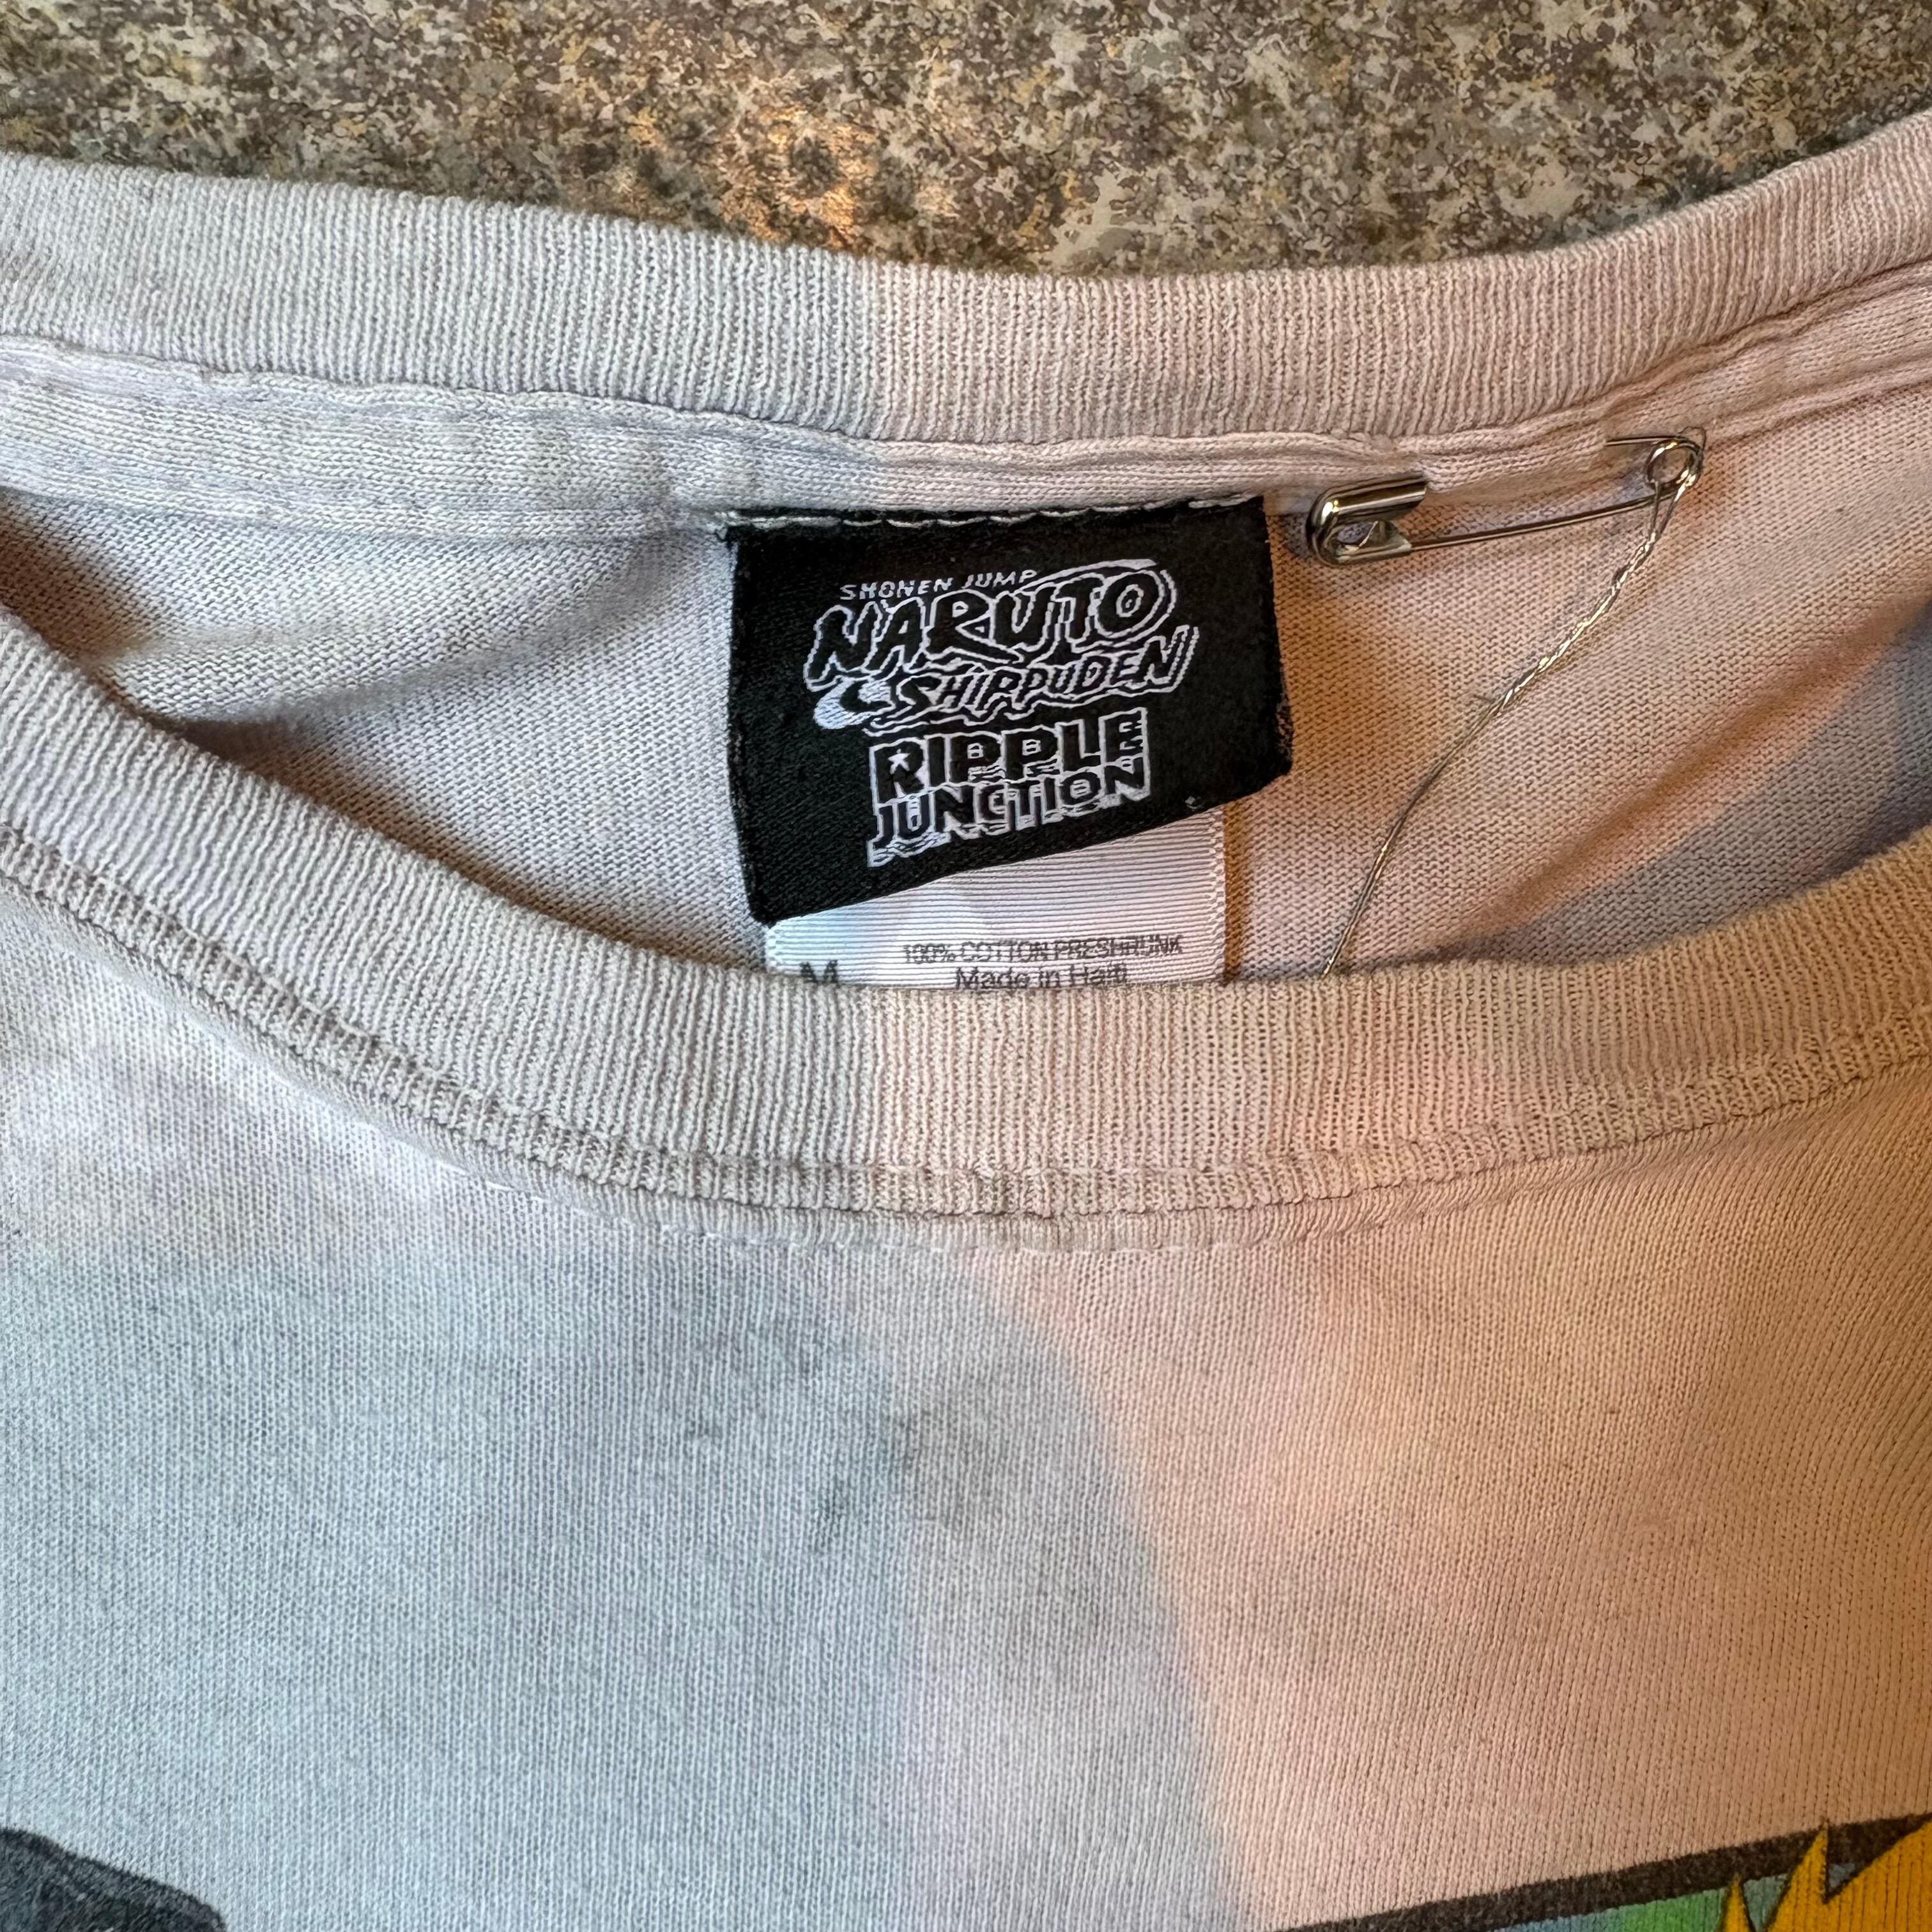 SHONEN JUMP
NARUTO
SHIPPUDEN
RIPPLE
JUNCTION
100% COTTON PRESHRUNK
M
Made in Haiti